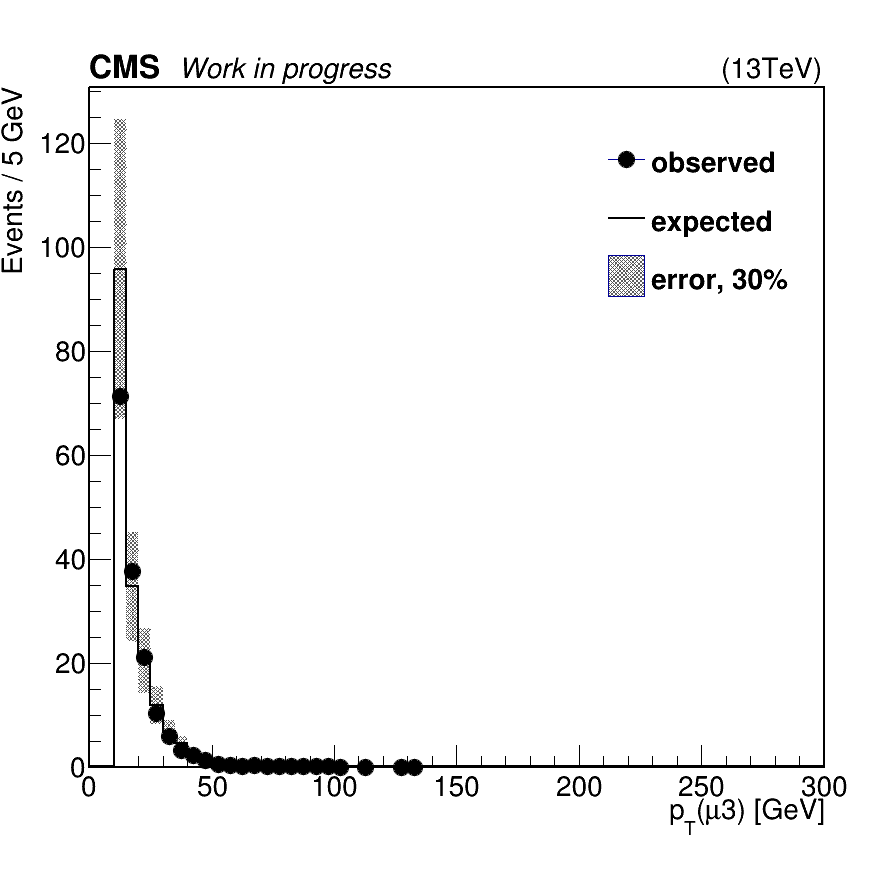 CMS Work in progress (13TeV)
Events / 5 GeV
observed
expected
error, 30%
120
100
80
60
40
20
0
0 50 100 150 200 250 300
p_T(μ3) [GeV]